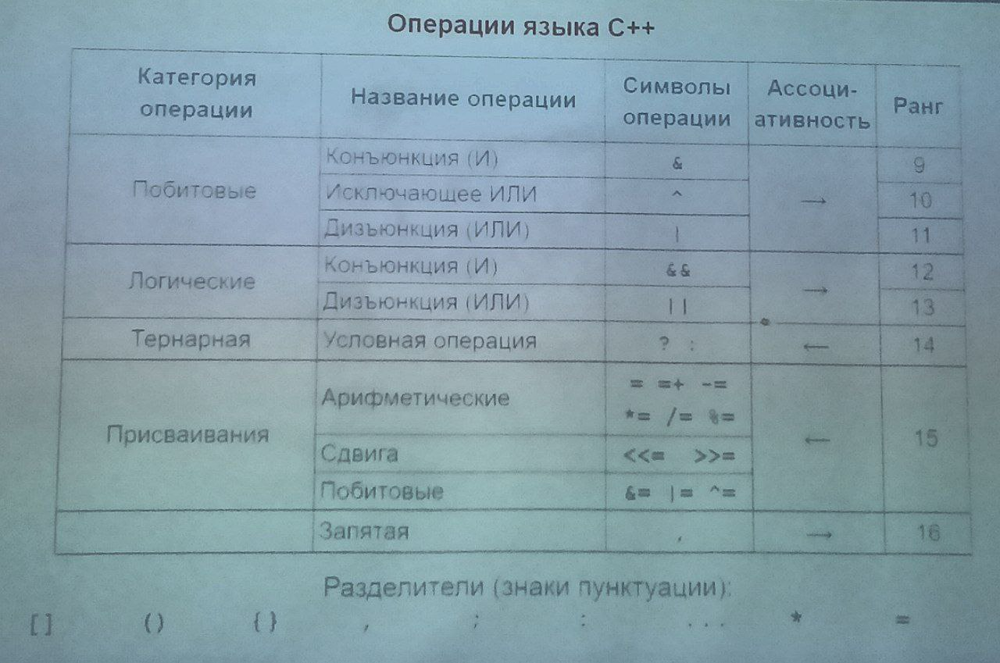 Операции языка C++
Категория операции Название операции Символы операции Ассоци-ативность Ранг
Побитовые Конъюнкция (И) & → 9
Исключающее ИЛИ ^ 10
Дизъюнкция (ИЛИ) | 11
Логические Конъюнкция (И) && → 12
Дизъюнкция (ИЛИ) || 13
Тернарная Условная операция ? : ← 14
Присваивания Арифметические = =+ -= ← 15
*= /= %=
Сдвига <<= >>=
Побитовые &= |= ^=
Запятая , → 16
Разделители (знаки пунктуации):
[] () {} , ; : ... * =